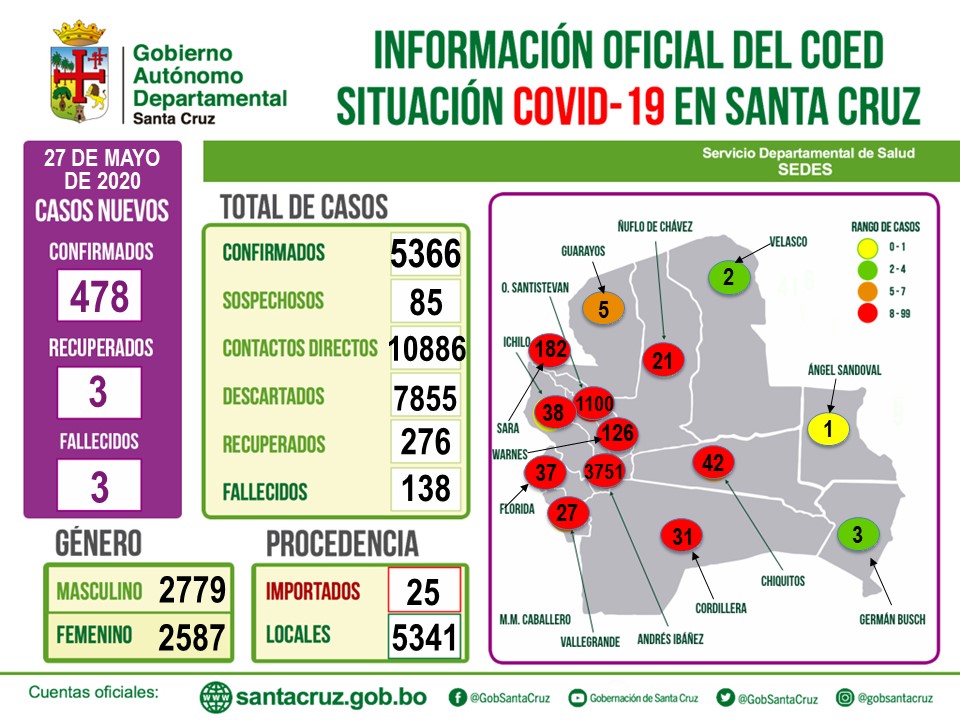 Gobierno
Autónomo
Departamental
Santa Cruz
INFORMACIÓN OFICIAL DEL COED
SITUACIÓN COVID-19 EN SANTA CRUZ
Servicio Departamental de Salud
SEDES
27 DE MAYO
DE 2020
CASOS NUEVOS
CONFIRMADOS
478
RECUPERADOS
3
FALLECIDOS
3
TOTAL DE CASOS
CONFIRMADOS 5366
SOSPECHOSOS 85
CONTACTOS DIRECTOS 10886
DESCARTADOS 7855
RECUPERADOS 276
FALLECIDOS 138
GÉNERO
MASCULINO 2779
FEMENINO 2587
PROCEDENCIA
IMPORTADOS 25
LOCALES 5341
ÑUFLO DE CHÁVEZ
GUARAYOS
VELASCO
O. SANTISTEVAN
ICHILO
ÁNGEL SANDOVAL
SARA
WARNES
FLORIDA
M.M. CABALLERO
VALLEGRANDE
ANDRÉS IBÁÑEZ
CORDILLERA
CHIQUITOS
GERMÁN BUSCH
2
5
182
21
38
1100
126
1
37
3751
42
27
31
3
RANGO DE CASOS
0 - 1
2 - 4
5 - 7
8 - 99
Cuentas oficiales:
santacruz.gob.bo
@GobSantaCruz
Gobernación de Santa Cruz
@GobSantaCruz
@gobsantacruz